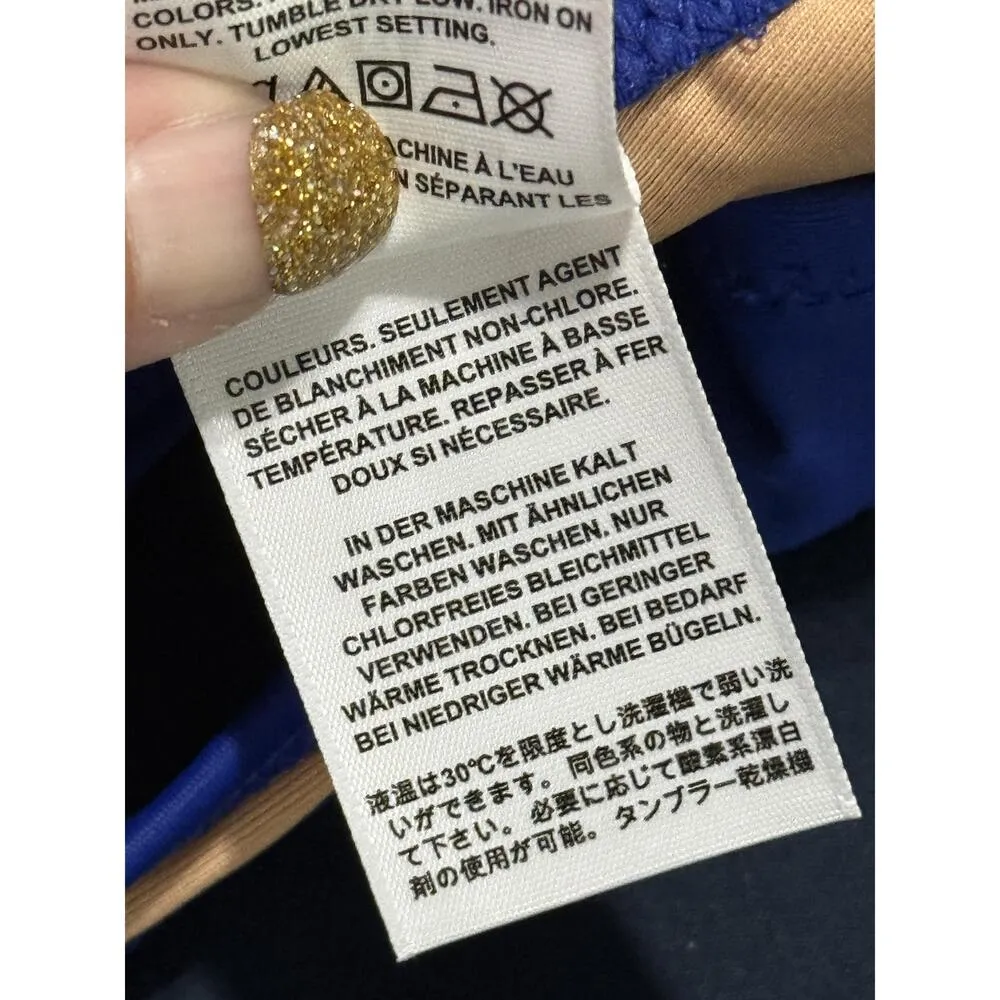 COLORS.
ONLY. TUMBLE DRY LOW. IRON ON
LOWEST SETTING.
ACHINE À L'EAU
N SÉPARANT LES
COULEURS. SEULEMENT AGENT
DE BLANCHIMENT NON-CHLORE.
SÉCHER À LA MACHINE À BASSE
TEMPÉRATURE. REPASSER À FER
DOUX SI NÉCESSAIRE.
IN DER MASCHINE KALT
WASCHEN. MIT ÄHNLICHEN
FARBEN WASCHEN. NUR
CHLORFREIES BLEICHMITTEL
VERWENDEN. BEI GERINGER
WÄRME TROCKNEN. BEI BEDARF
BEI NIEDRIGER WÄRME BÜGELN.
液温は30℃を限度とし洗濯機で弱い洗
いができます。同色系の物と洗濯し
て下さい。必要に応じて酸素系漂白
剤の使用が可能。タンブラー乾燥機